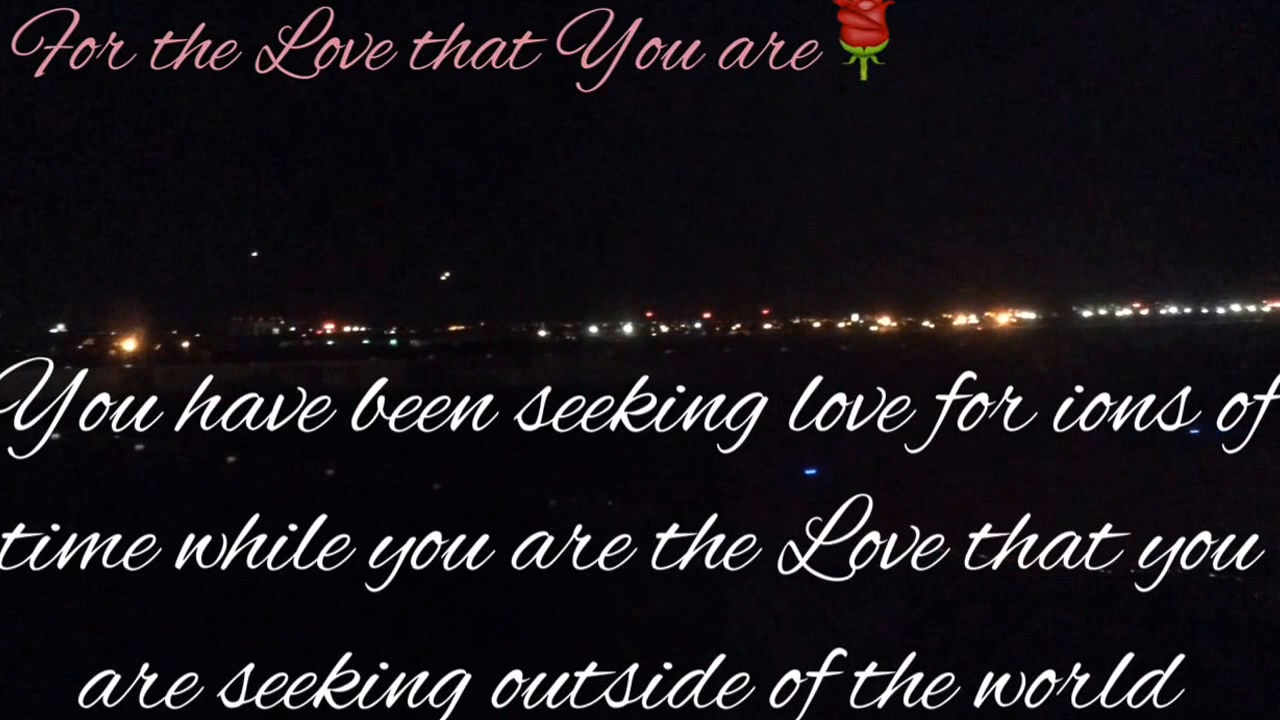 For the Love that You are🌹
You have been seeking love for ions of
time while you are the Love that you
are seeking outside of the world